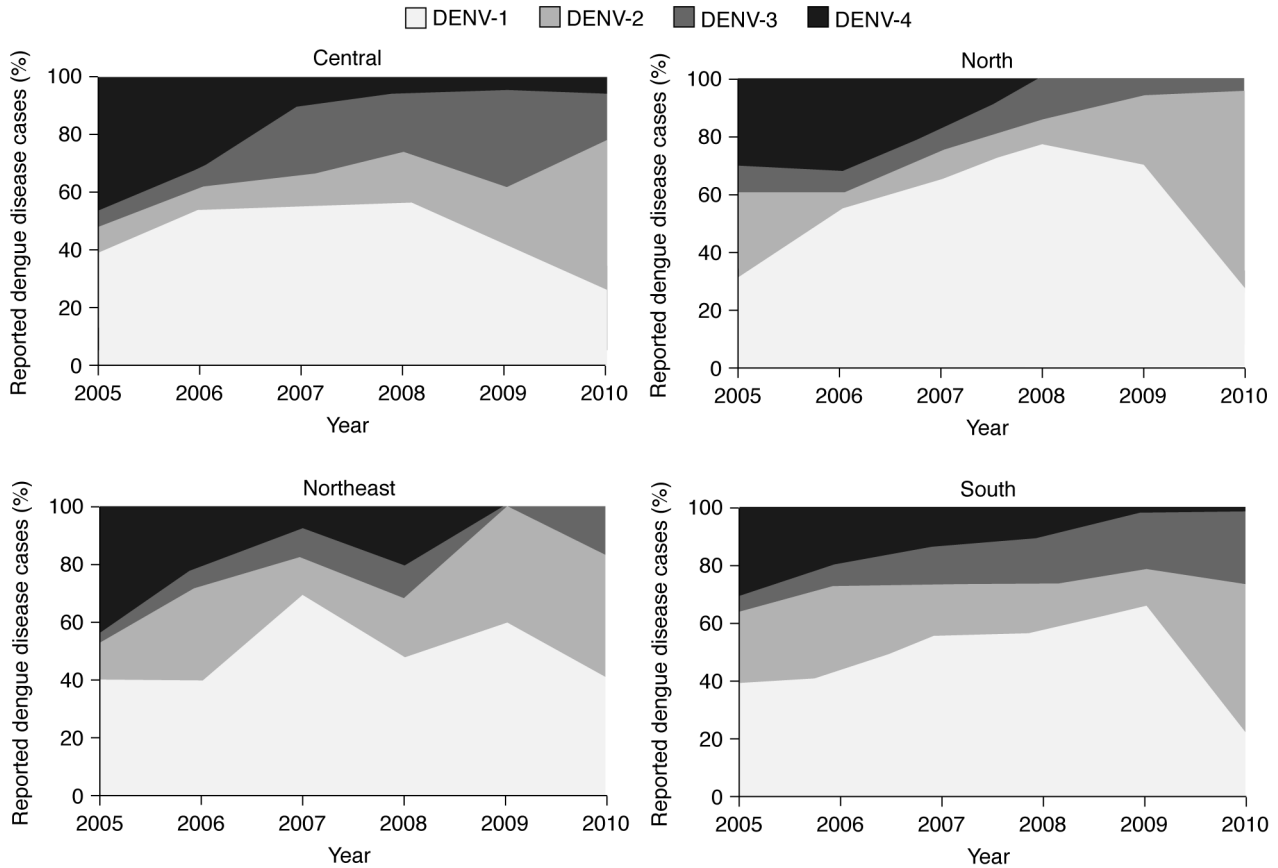 DENV-1 DENV-2 DENV-3 DENV-4
Central
Reported dengue disease cases (%)
100
80
60
40
20
0
2005 2006 2007 2008 2009 2010
Year
North
Reported dengue disease cases (%)
100
80
60
40
20
0
2005 2006 2007 2008 2009 2010
Year
Northeast
Reported dengue disease cases (%)
100
80
60
40
20
0
2005 2006 2007 2008 2009 2010
Year
South
Reported dengue disease cases (%)
100
80
60
40
20
0
2005 2006 2007 2008 2009 2010
Year